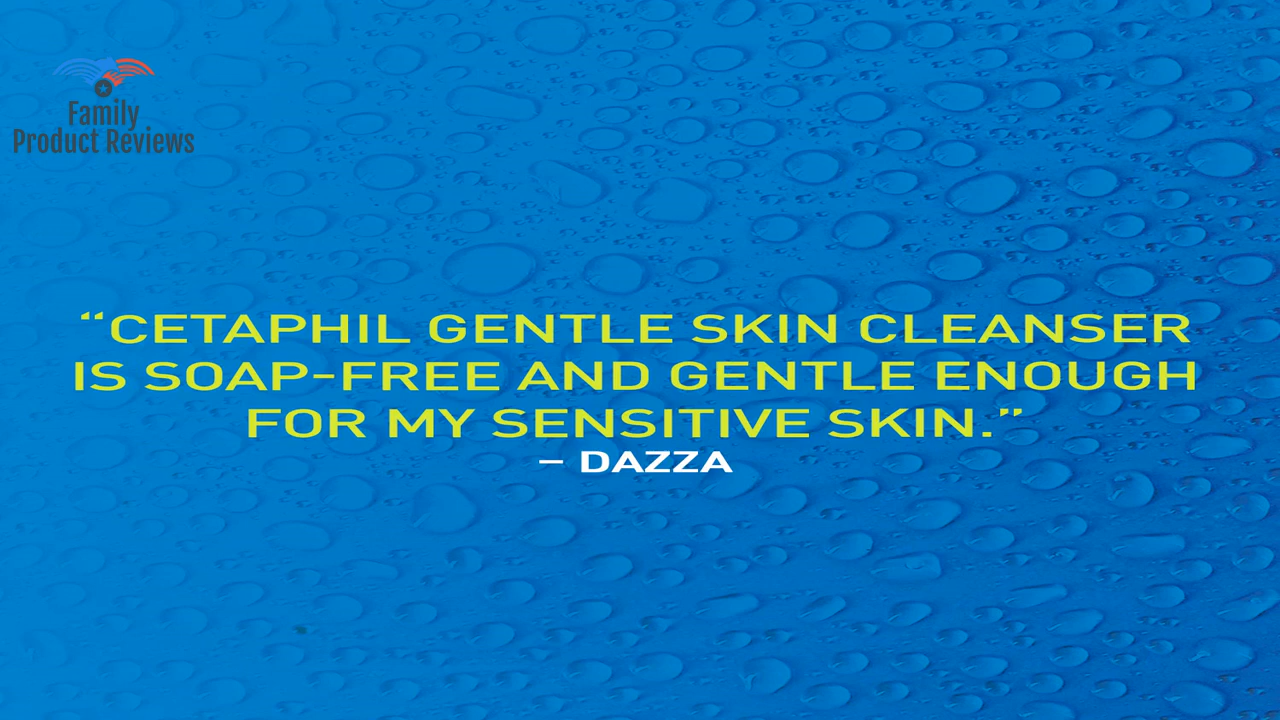 Family
Product Reviews
“CETAPHIL GENTLE SKIN CLEANSER
IS SOAP-FREE AND GENTLE ENOUGH
FOR MY SENSITIVE SKIN.”
– DAZZA